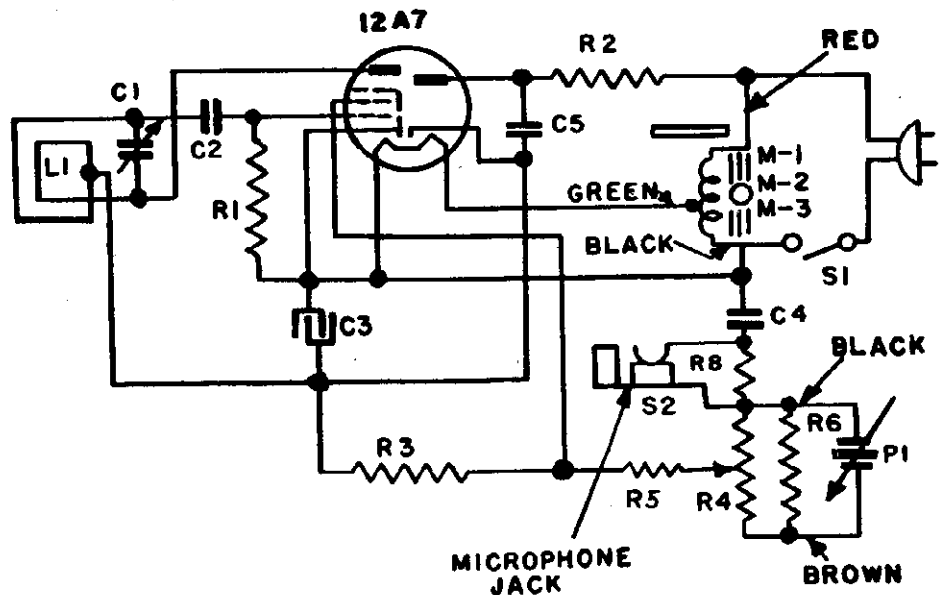 12A7
R2
RED
C1
C2
C5
L1
M-1
M-2
M-3
R1
GREEN
BLACK
S1
C3
C4
BLACK
R8
S2
R6
P1
R3
R5
R4
MICROPHONE
JACK
BROWN